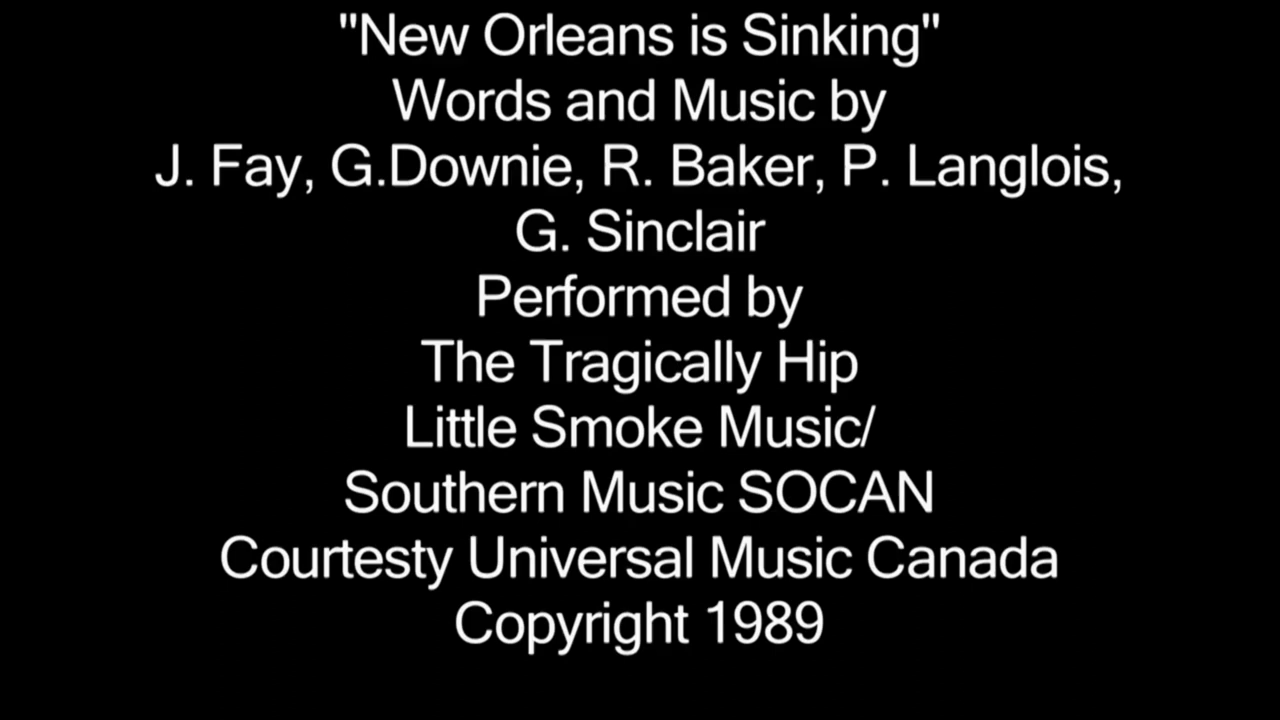 "New Orleans is Sinking"
Words and Music by
J. Fay, G.Downie, R. Baker, P. Langlois,
G. Sinclair
Performed by
The Tragically Hip
Little Smoke Music/
Southern Music SOCAN
Courtesty Universal Music Canada
Copyright 1989